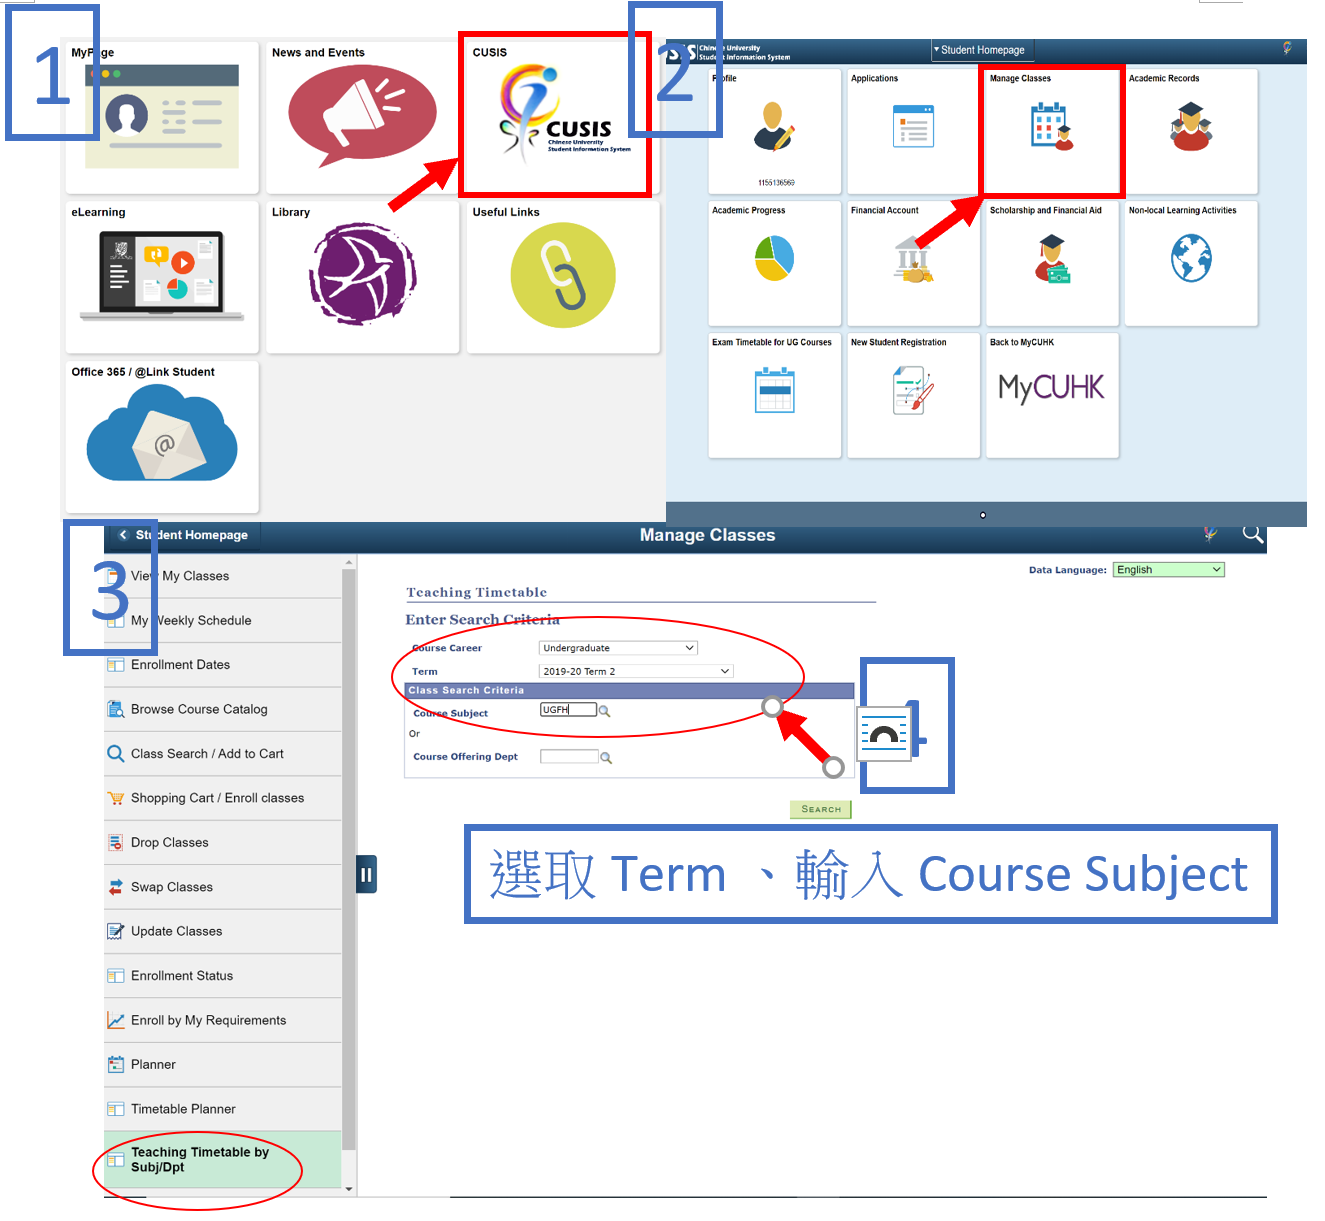 1
MyPage
News and Events
CUSIS
CUSIS
Chinese University
Student Information System
eLearning
Library
Useful Links
Office 365 / @Link Student
@
2
Chinese University
Student Information System
Student Homepage
Profile
Applications
Manage Classes
Academic Records
1155136569
Academic Progress
Financial Account
Scholarship and Financial Aid
Non-local Learning Activities
Exam Timetable for UG Courses
New Student Registration
Back to MyCUHK
MyCUHK
3
Student Homepage
Manage Classes
View My Classes
My Weekly Schedule
Enrollment Dates
Browse Course Catalog
Class Search / Add to Cart
Shopping Cart / Enroll classes
Drop Classes
Swap Classes
Update Classes
Enrollment Status
Enroll by My Requirements
Planner
Timetable Planner
Teaching Timetable by
Subj/Dpt
Data Language: English
Teaching Timetable
Enter Search Criteria
Course Career Undergraduate
Term 2019-20 Term 2
Class Search Criteria
Course Subject UGFH
Or
Course Offering Dept
SEARCH
4
選取 Term 、輸入 Course Subject